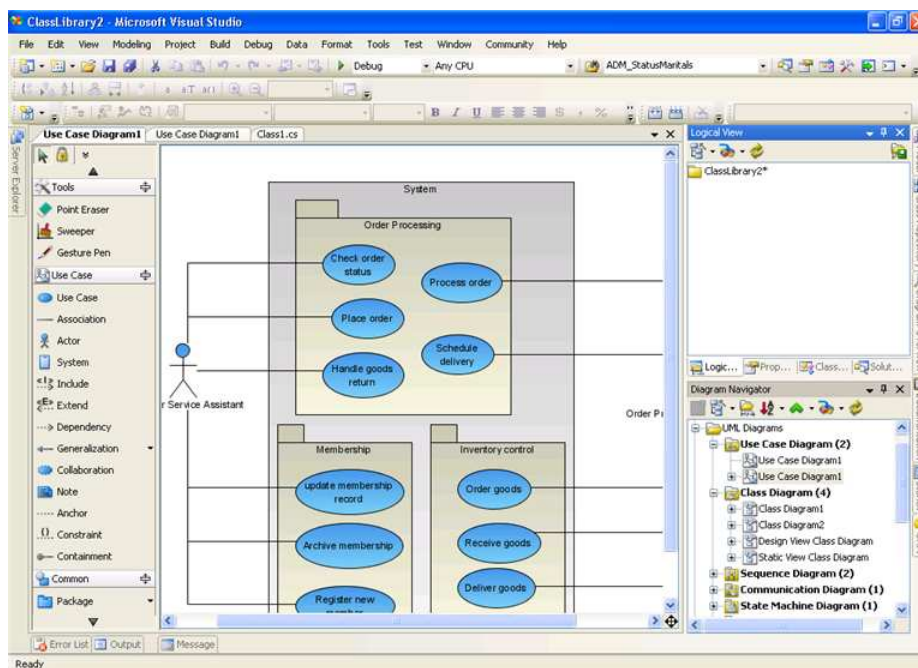 ClassLibrary2 - Microsoft Visual Studio
File Edit View Modeling Project Build Debug Data Format Tools Test Window Community Help
Debug Any CPU ADM_StatusMaritals
B I U
Use Case Diagram1 Use Case Diagram1 Class1.cs
Logical View
Server Explorer
ClassLibrary2*
Tools
Point Eraser
Sweeper
Gesture Pen
Use Case
Use Case
Association
Actor
System
Include
Extend
Dependency
Generalization
Collaboration
Note
Anchor
Constraint
Containment
Common
Package
System
Order Processing
Check order
status
Process order
Place order
Schedule
delivery
Handle goods
return
r Service Assistant
Order Pr
Membership
Inventory control
update membership
record
Order goods
Archive membership
Receive goods
Deliver goods
Register new
member
Logic... Prop... Class... Solut...
Diagram Navigator
UML Diagrams
Use Case Diagram (2)
Use Case Diagram1
Use Case Diagram1
Class Diagram (4)
Class Diagram1
Class Diagram2
Design View Class Diagram
Static View Class Diagram
Sequence Diagram (2)
Communication Diagram (1)
State Machine Diagram (1)
Error List Output Message
Ready